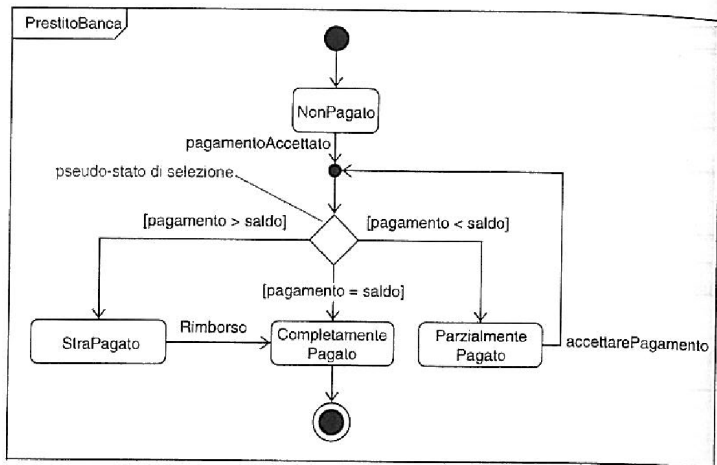 PrestitoBanca
NonPagato
pagamentoAccettato
pseudo-stato di selezione
[pagamento > saldo]
[pagamento < saldo]
[pagamento = saldo]
StraPagato
Rimborso
Completamente
Pagato
Parzialmente
Pagato
accettarePagamento